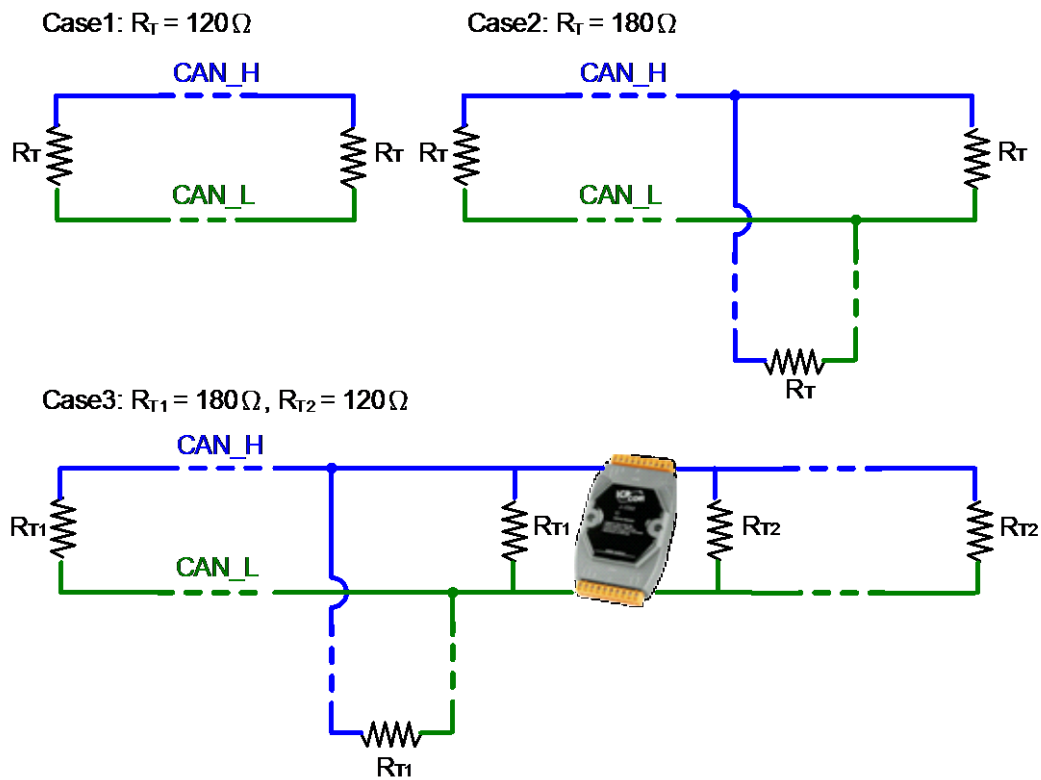 Case1: RT = 120Ω
Case2: RT = 180Ω
CAN_H
CAN_H
RT
RT
RT
RT
CAN_L
CAN_L
RT
Case3: RT1 = 180Ω, RT2 = 120Ω
CAN_H
RT1
RT1
RT2
RT2
CAN_L
RT1